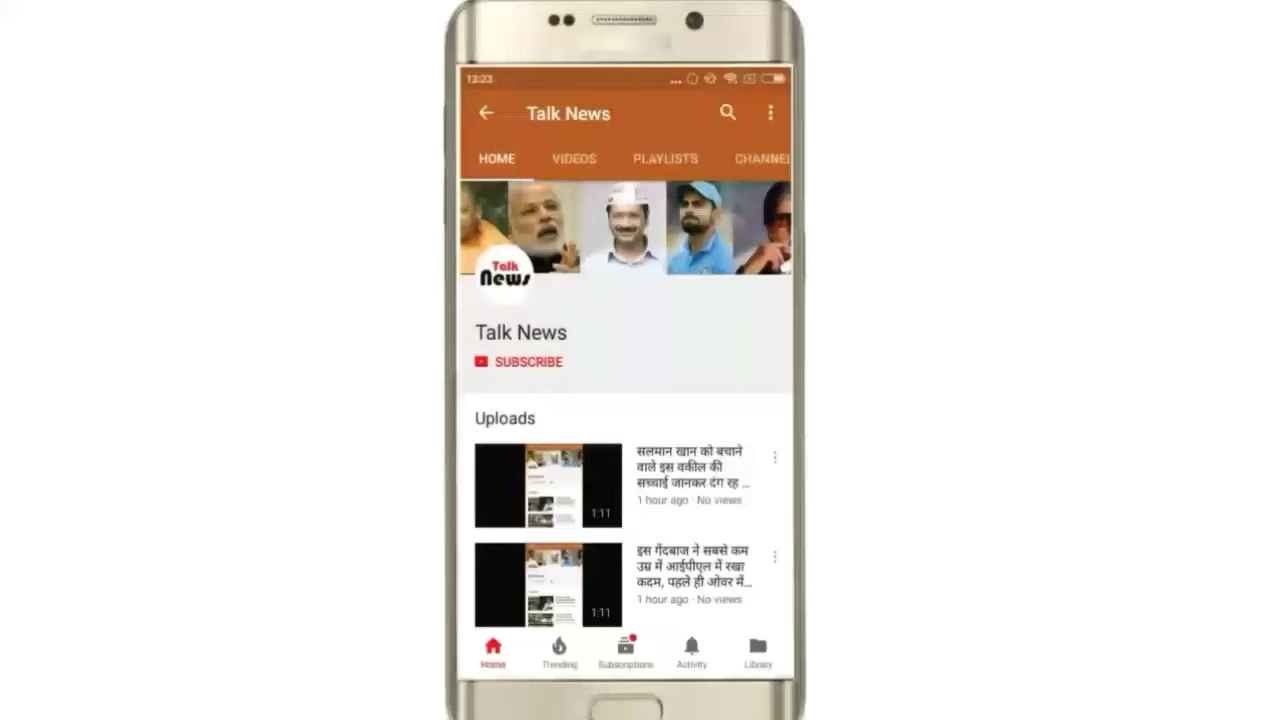 13:23
Talk News
HOME VIDEOS PLAYLISTS CHANNEL
Talk
News
Talk News
SUBSCRIBE
Uploads
सलमान खान को बचाने
वाले इस वकील की
सच्चाई जानकर दंग रह ...
1 hour ago · No views
1:11
इस गेंदबाज ने सबसे कम
उम्र में आईपीएल में रखा
कदम, पहले ही ओवर में...
1 hour ago · No views
1:11
Home Trending Subscriptions Activity Library